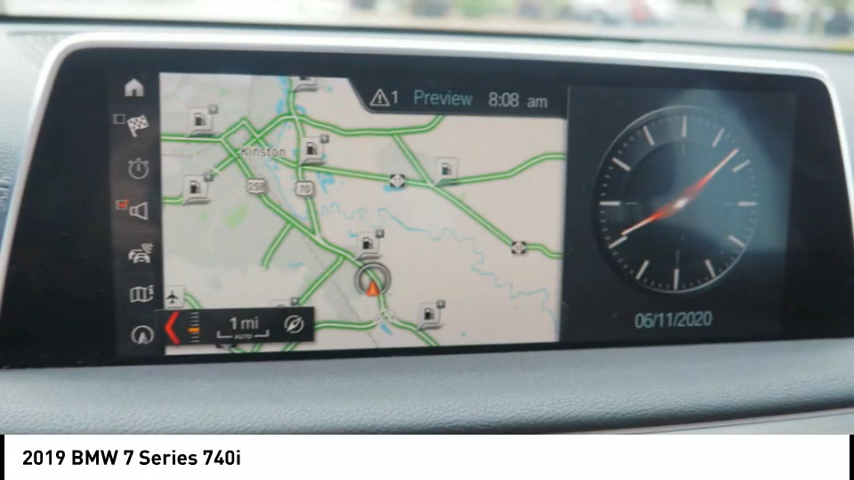 1 Preview 8:08 am
Kinston
258
70
1 mi
AUTO
06/11/2020
2019 BMW 7 Series 740i